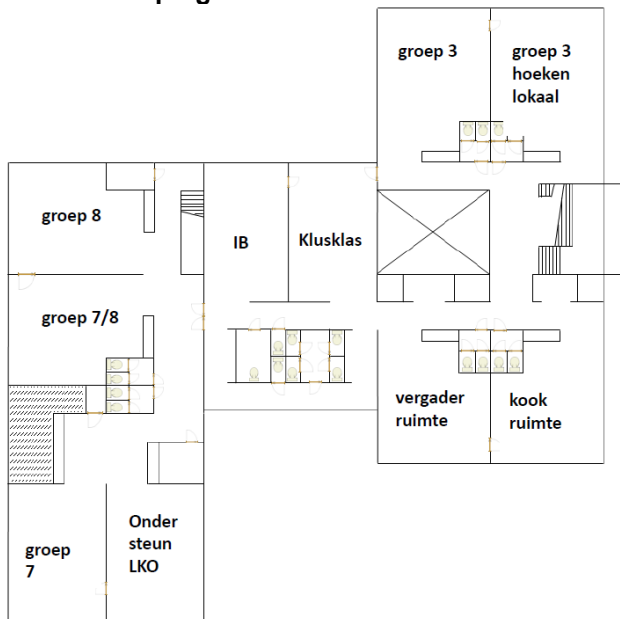 groep 3
groep 3
hoeken
lokaal
groep 8
IB
Klusklas
groep 7/8
vergader
ruimte
kook
ruimte
groep
7
Onder
steun
LKO